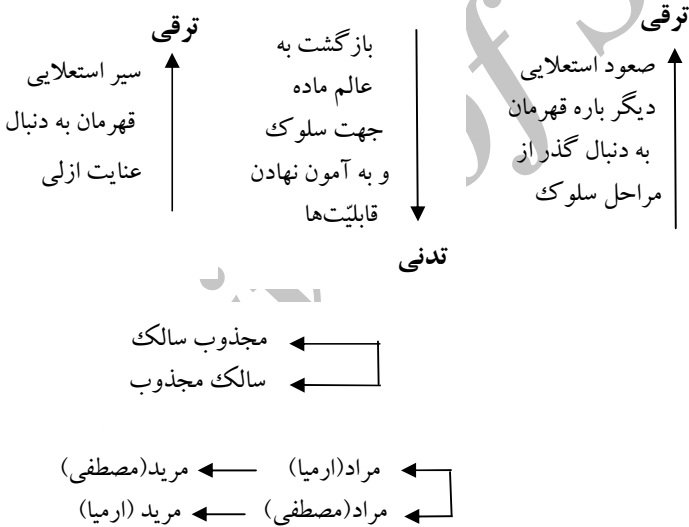 ترقی
صعود استعلایی
دیگر باره قهرمان
به دنبال گذر از
مراحل سلوک
بازگشت به
عالم ماده
جهت سلوک
و به آمون نهادن
قابلیّت‌ها
تدنی
ترقی
سیر استعلایی
قهرمان به دنبال
عنایت ازلی
مجذوب سالک
سالک مجذوب
مراد(ارمیا) مرید(مصطفی)
مراد(مصطفی) مرید (ارمیا)